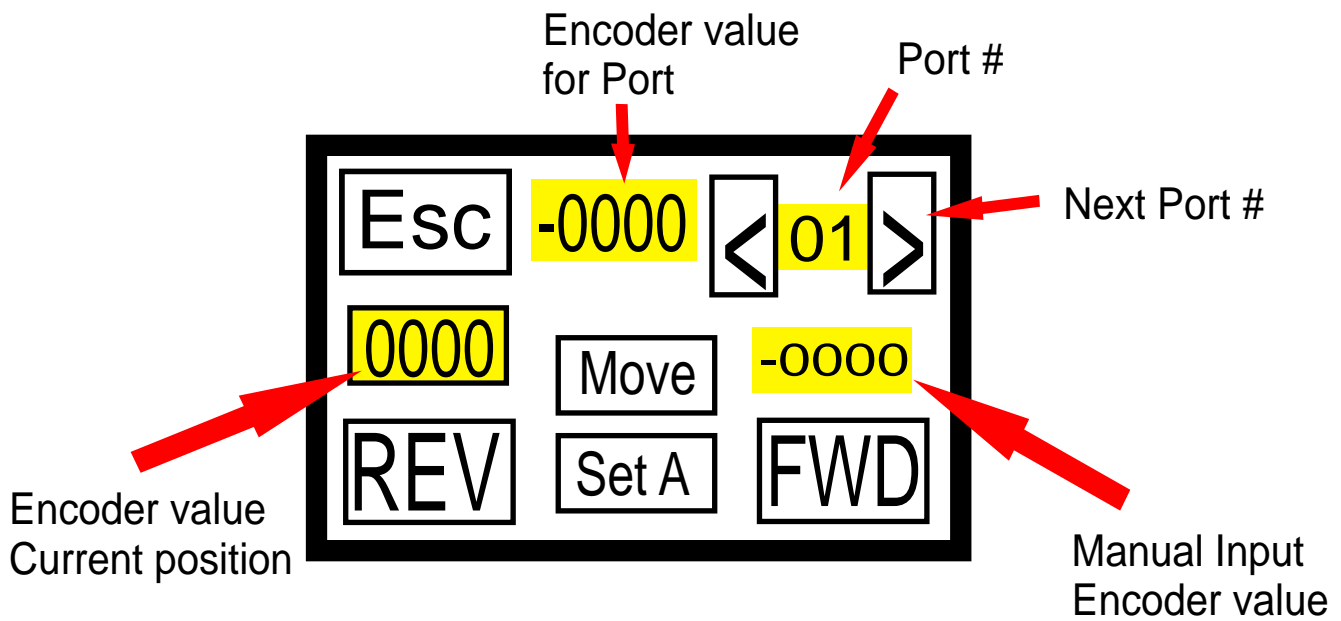 Encoder value
for Port
Port #
Esc
-0000
<
01
>
Next Port #
0000
Move
-0000
REV
Set A
FWD
Encoder value
Current position
Manual Input
Encoder value